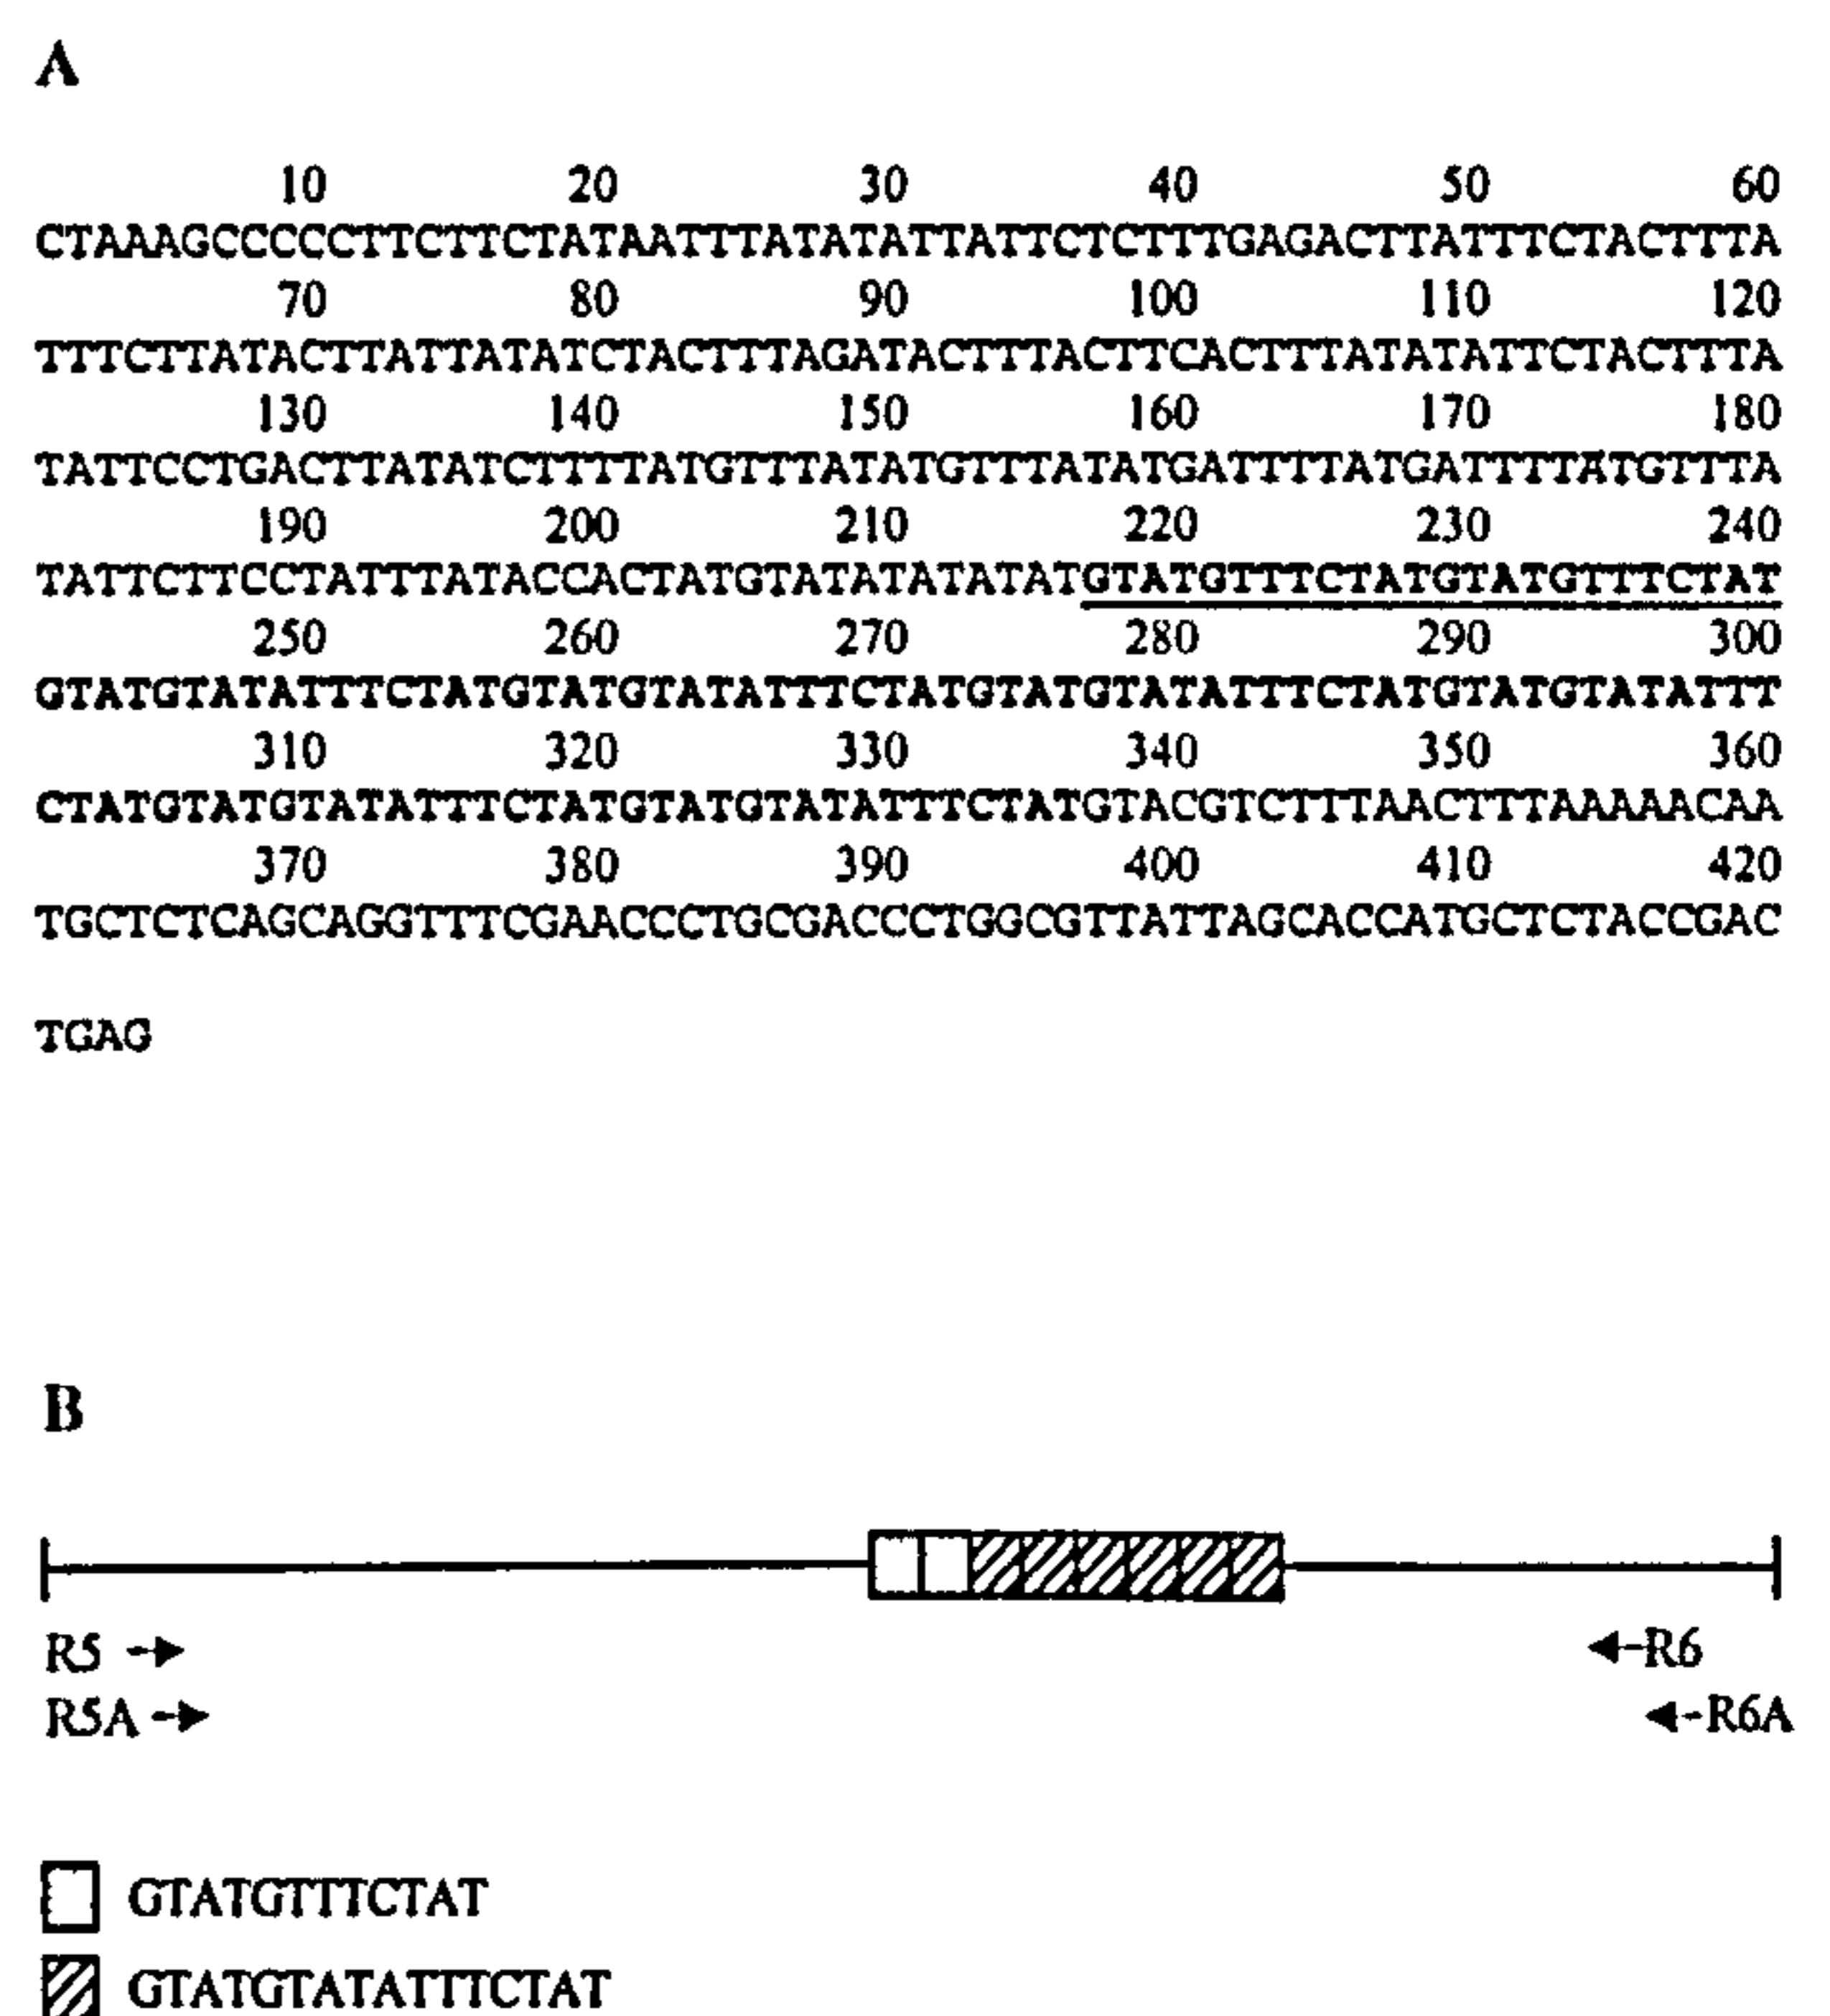 A
10 20 30 40 50 60
CTAAAGCCCCCTTCTTCTATAATTTATATATTATTCTCTTTGAGACTTATTTCTACTTTA
70 80 90 100 110 120
TTTCTTATACTTATTATATCTACTTTAGATACTTTACTTCACTTTATATATTCTACTTTA
130 140 150 160 170 180
TATTCCTGACTTATATCTTTTATGTTTATATGTTTATATGATTTTATGATTTTATGTTTA
190 200 210 220 230 240
TATTCTTCCTATTTATACCACTATGTATATATATATGTATGTTTCTATGTATGTTTCTAT
250 260 270 280 290 300
GTATGTATATTTCTATGTATGTATATTTCTATGTATGTATATTTCTATGTATGTATATTT
310 320 330 340 350 360
CTATGTATGTATATTTCTATGTATGTATATTTCTATGTACGTCTTTAACTTTAAAAACAA
370 380 390 400 410 420
TGCTCTCAGCAGGTTTCGAACCCTGCGACCCTGGCGTTATTAGCACCATGCTCTACCGAC
TGAG
B
R5 R6
R5A R6A
GTATGTTTCTAT
GTATGTATATTTCTAT